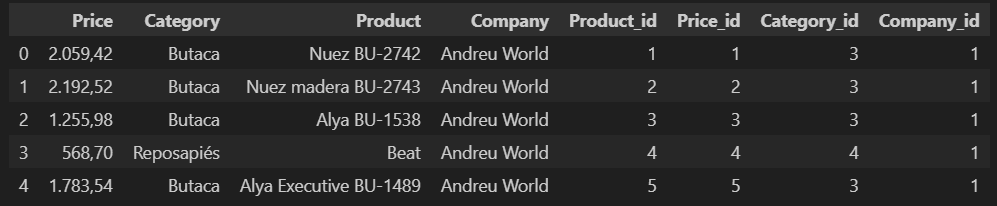 Price Category Product Company Product_id Price_id Category_id Company_id
0 2.059,42 Butaca Nuez BU-2742 Andreu World 1 1 3 1
1 2.192,52 Butaca Nuez madera BU-2743 Andreu World 2 2 3 1
2 1.255,98 Butaca Alya BU-1538 Andreu World 3 3 3 1
3 568,70 Reposapiés Beat Andreu World 4 4 4 1
4 1.783,54 Butaca Alya Executive BU-1489 Andreu World 5 5 3 1